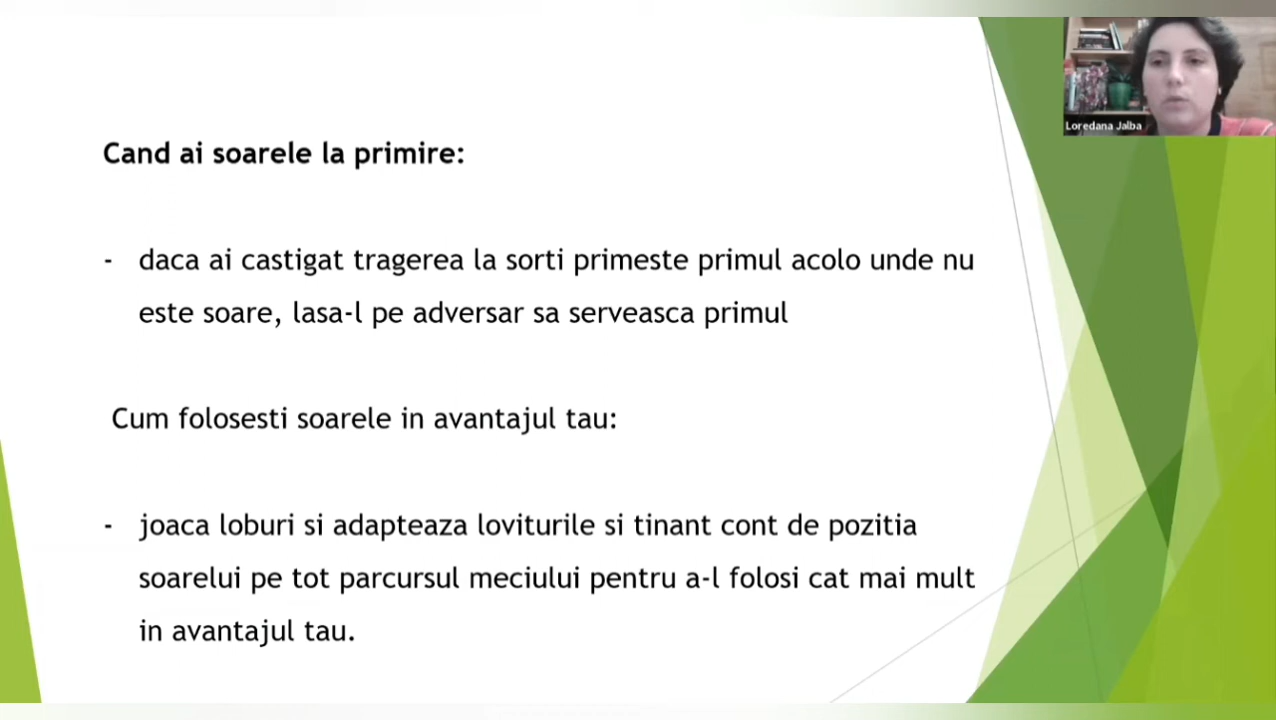 Loredana Jalba
Cand ai soarele la primire:
- daca ai castigat tragerea la sorti primeste primul acolo unde nu
este soare, lasa-l pe adversar sa serveasca primul
Cum folosesti soarele in avantajul tau:
- joaca loburi si adapteaza loviturile si tinant cont de pozitia
soarelui pe tot parcursul meciului pentru a-l folosi cat mai mult
in avantajul tau.